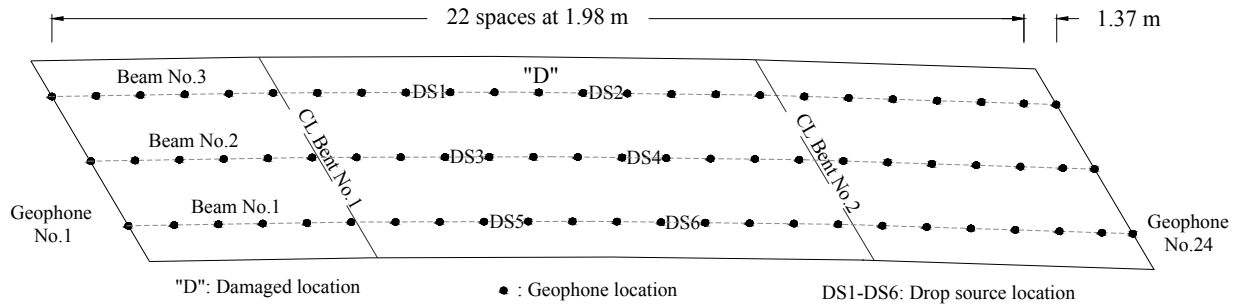 22 spaces at 1.98 m
1.37 m
Beam No.3
"D"
DS1
DS2
CL Bent No.1
CL Bent No.2
Beam No.2
DS3
DS4
Geophone
No.1
Beam No.1
DS5
DS6
Geophone
No.24
"D": Damaged location
: Geophone location
DS1-DS6: Drop source location